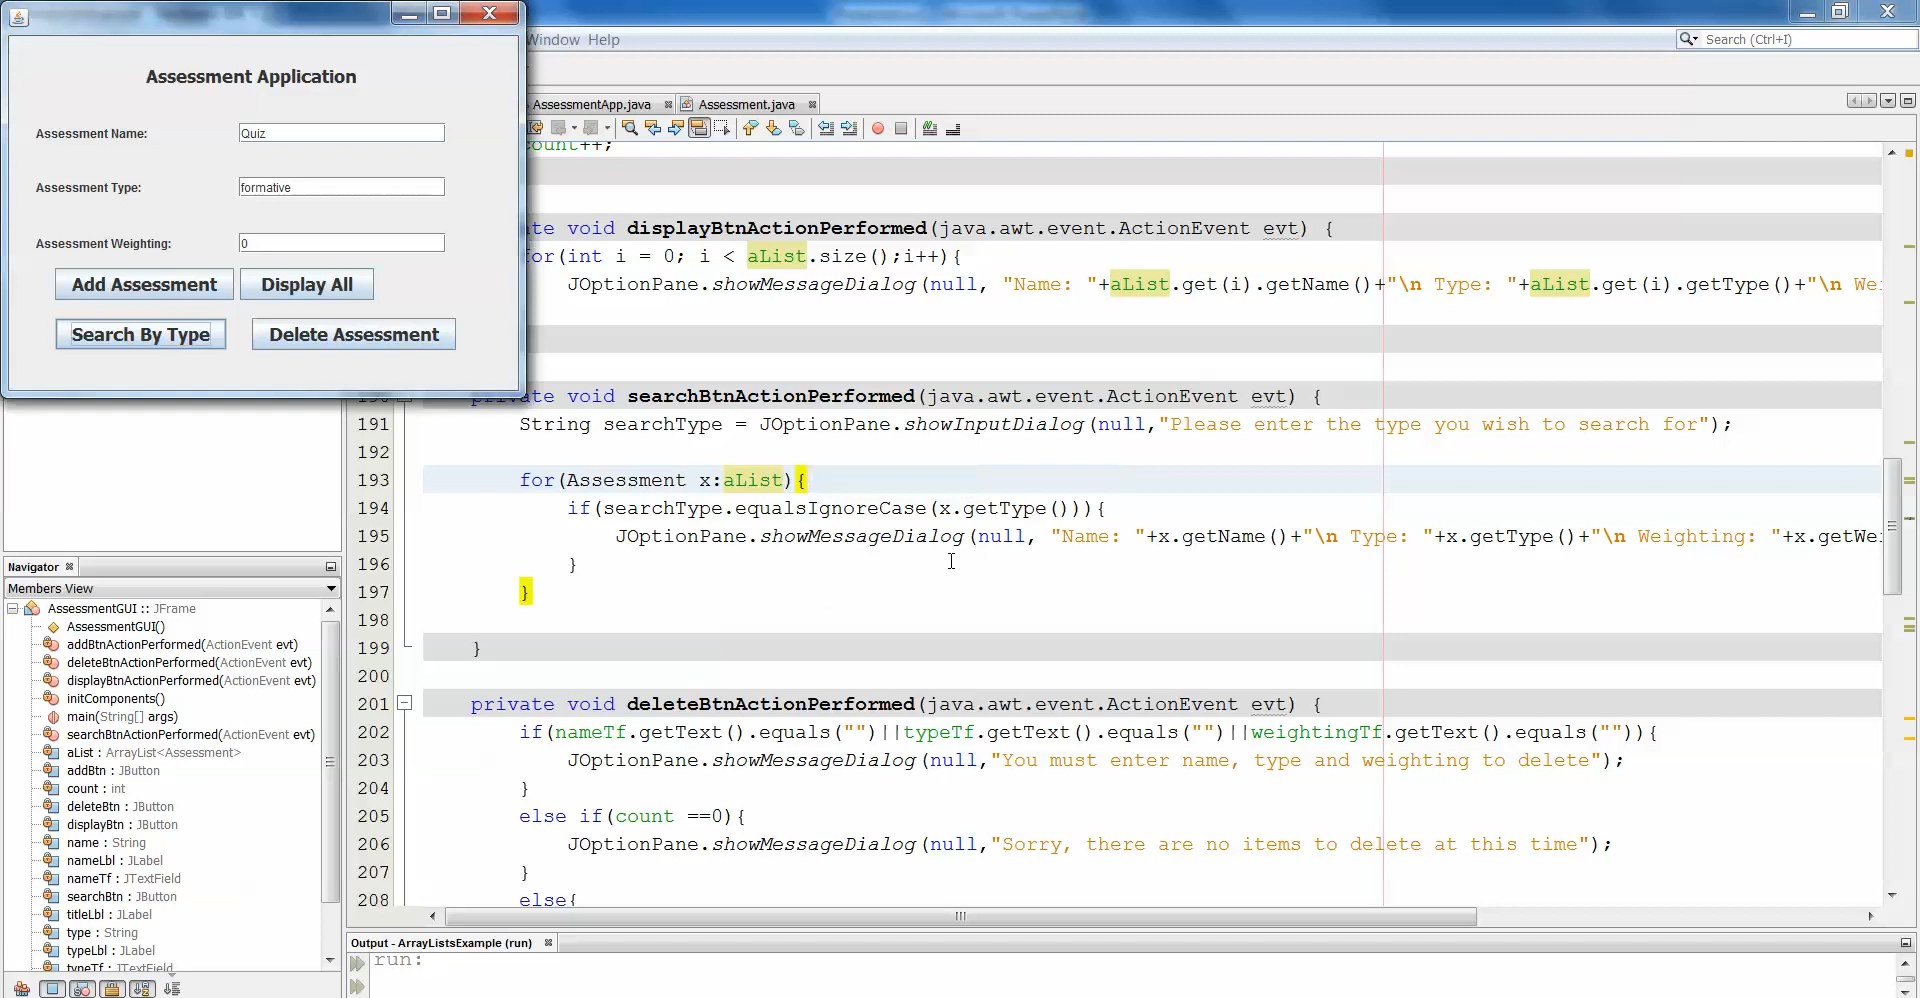 Window Help
Search (Ctrl+I)
Assessment Application
Assessment Name: Quiz
Assessment Type: formative
Assessment Weighting: 0
Add Assessment Display All
Search By Type Delete Assessment
AssessmentApp.java Assessment.java
count++;
ate void displayBtnActionPerformed(java.awt.event.ActionEvent evt) {
for(int i = 0; i < aList.size();i++){
JOptionPane.showMessageDialog(null, "Name: "+aList.get(i).getName()+"\n Type: "+aList.get(i).getType()+"\n We
private void searchBtnActionPerformed(java.awt.event.ActionEvent evt) {
191 String searchType = JOptionPane.showInputDialog(null,"Please enter the type you wish to search for");
192
193 for(Assessment x:aList){
194 if(searchType.equalsIgnoreCase(x.getType())){
195 JOptionPane.showMessageDialog(null, "Name: "+x.getName()+"\n Type: "+x.getType()+"\n Weighting: "+x.getWe
196 }
197 }
198
199 }
200
201 private void deleteBtnActionPerformed(java.awt.event.ActionEvent evt) {
202 if(nameTf.getText().equals("")||typeTf.getText().equals("")||weightingTf.getText().equals("")){
203 JOptionPane.showMessageDialog(null,"You must enter name, type and weighting to delete");
204 }
205 else if(count ==0){
206 JOptionPane.showMessageDialog(null,"Sorry, there are no items to delete at this time");
207 }
208 else{
Navigator
Members View
AssessmentGUI :: JFrame
AssessmentGUI()
addBtnActionPerformed(ActionEvent evt)
deleteBtnActionPerformed(ActionEvent evt)
displayBtnActionPerformed(ActionEvent evt)
initComponents()
main(String[] args)
searchBtnActionPerformed(ActionEvent evt)
aList : ArrayList<Assessment>
addBtn : JButton
count : int
deleteBtn : JButton
displayBtn : JButton
name : String
nameLbl : JLabel
nameTf : JTextField
searchBtn : JButton
titleLbl : JLabel
type : String
typeLbl : JLabel
typeTf : JTextField
Output - ArrayListsExample (run)
run: